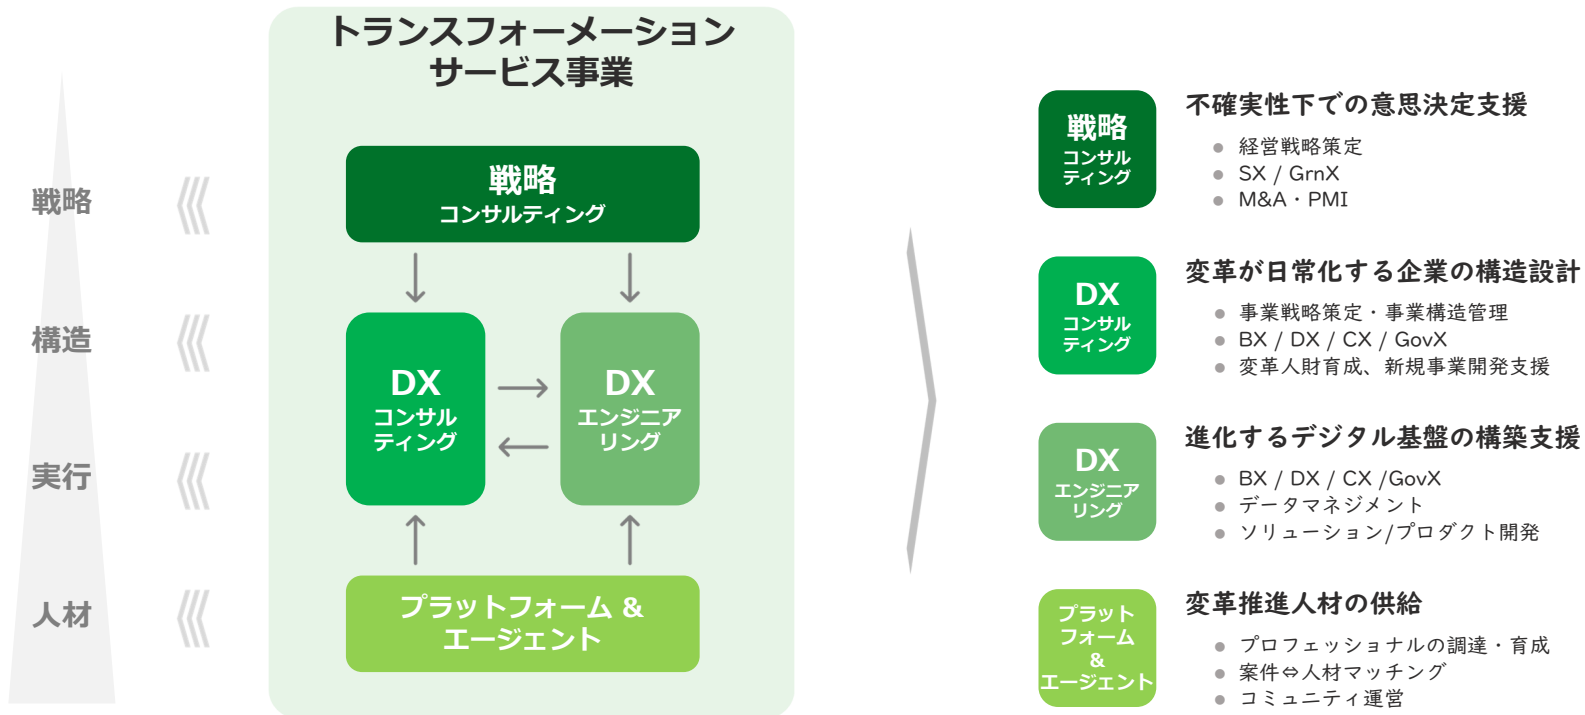 トランスフォーメーション
サービス事業
戦略
構造
実行
人材
戦略
コンサルティング
DX
コンサル
ティング
DX
エンジニア
リング
プラットフォーム &
エージェント
戦略
コンサル
ティング
不確実性下での意思決定支援
● 経営戦略策定
● SX / GrnX
● M&A・PMI
DX
コンサル
ティング
変革が日常化する企業の構造設計
● 事業戦略策定・事業構造管理
● BX / DX / CX / GovX
● 変革人財育成、新規事業開発支援
DX
エンジニア
リング
進化するデジタル基盤の構築支援
● BX / DX / CX /GovX
● データマネジメント
● ソリューション/プロダクト開発
プラット
フォーム
&
エージェント
変革推進人材の供給
● プロフェッショナルの調達・育成
● 案件⇔人材マッチング
● コミュニティ運営